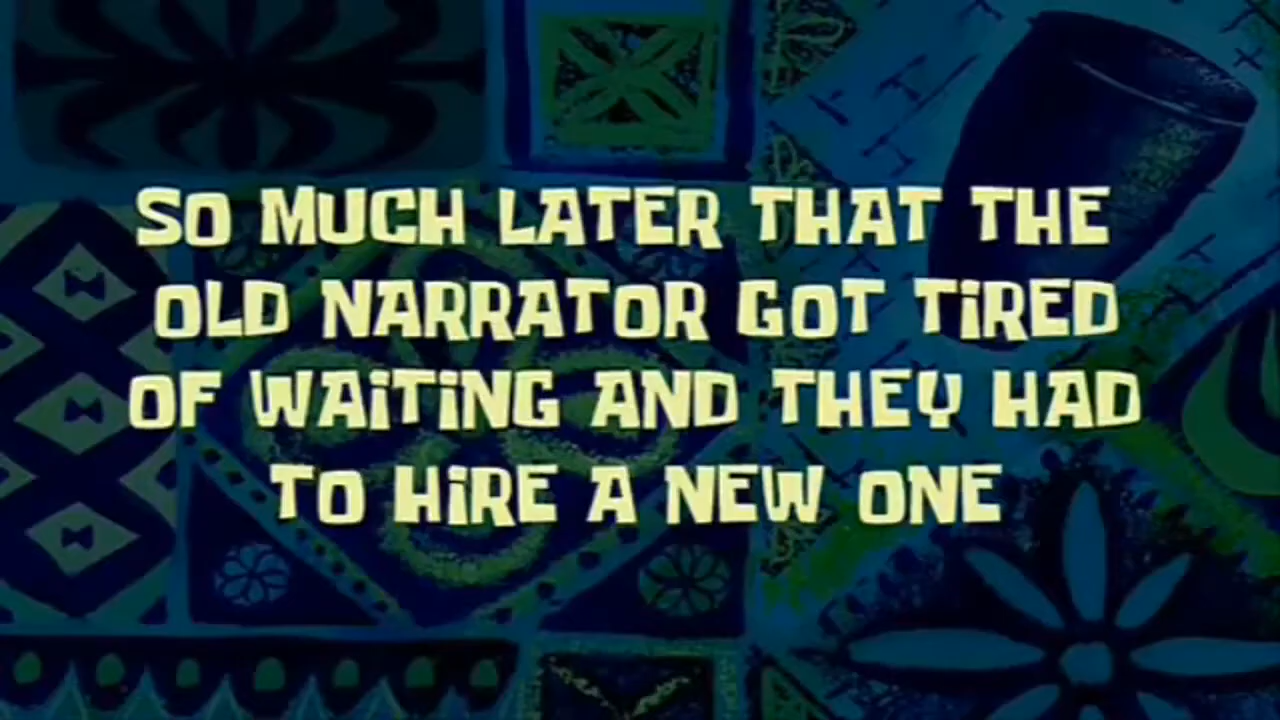 SO MUCH LATER THAT THE
OLD NARRATOR GOT TiRED
OF WAiTiNG AND THEY HAD
TO HiRE A NEW ONE